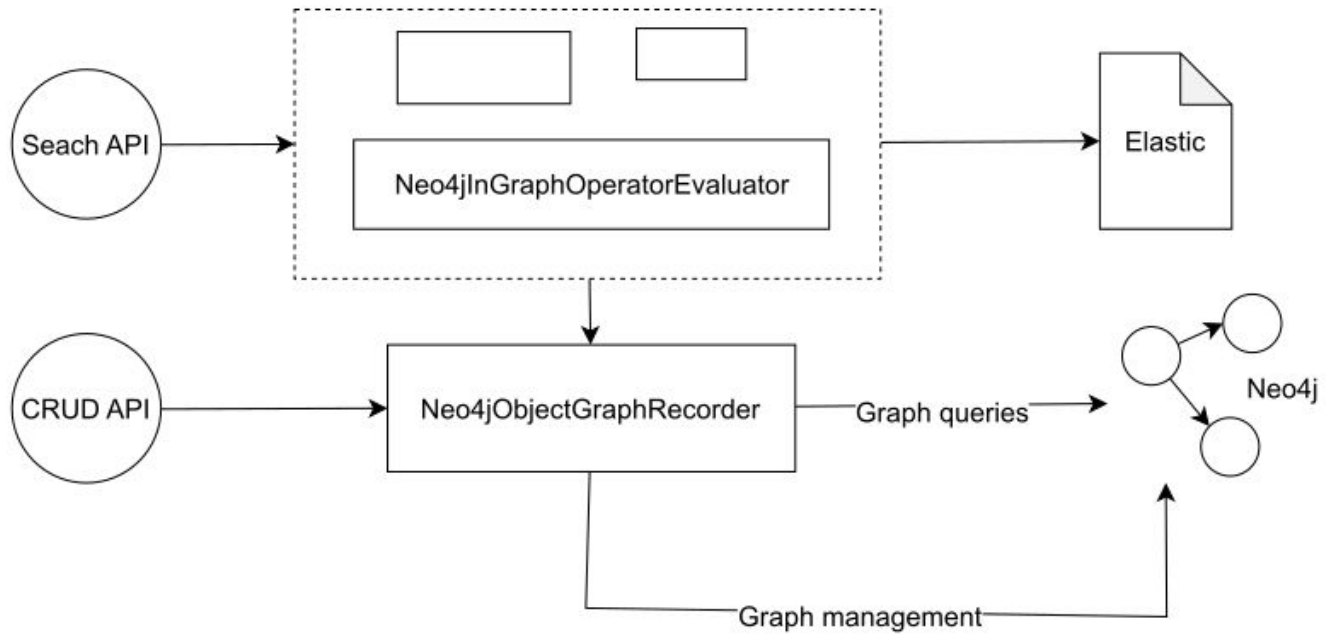 Seach API
Neo4jInGraphOperatorEvaluator
Elastic
CRUD API
Neo4jObjectGraphRecorder
Graph queries
Neo4j
Graph management